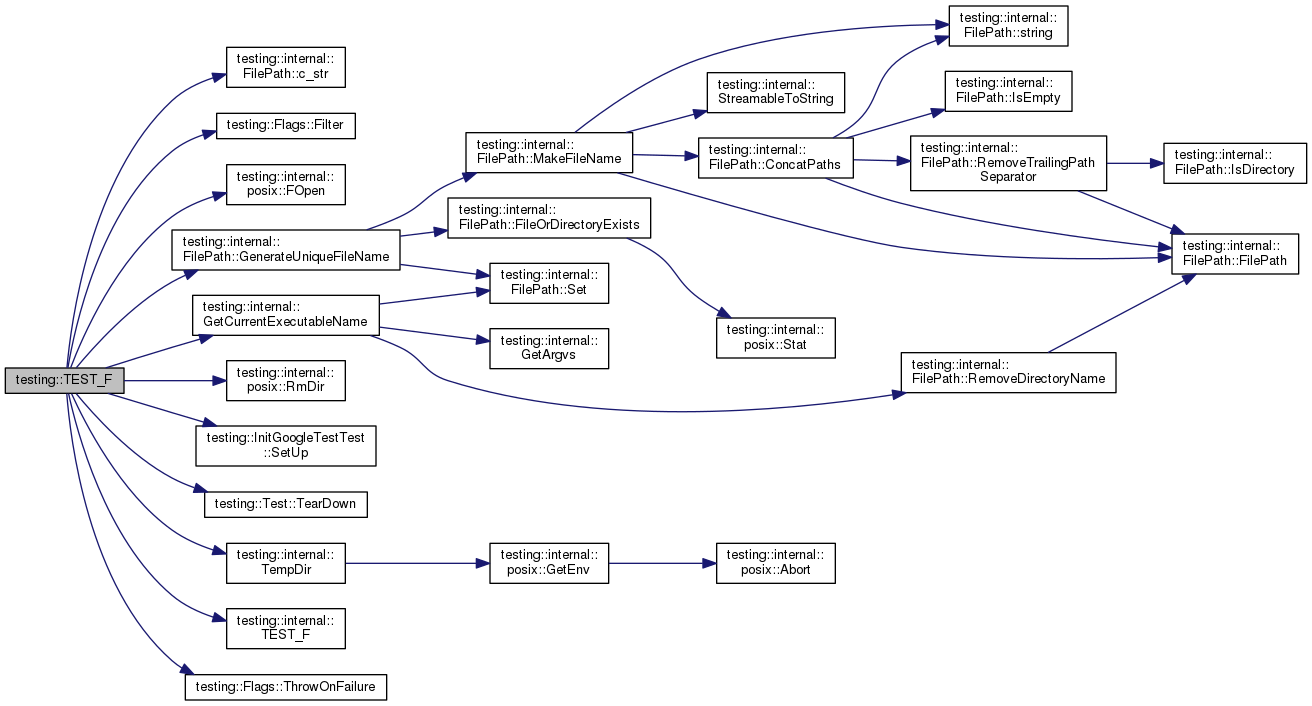 testing::TEST_F
testing::internal::
FilePath::c_str
testing::Flags::Filter
testing::internal::
posix::FOpen
testing::internal::
FilePath::GenerateUniqueFileName
testing::internal::
GetCurrentExecutableName
testing::internal::
posix::RmDir
testing::InitGoogleTestTest
::SetUp
testing::Test::TearDown
testing::internal::
TempDir
testing::internal::
TEST_F
testing::Flags::ThrowOnFailure
testing::internal::
FilePath::MakeFileName
testing::internal::
FilePath::FileOrDirectoryExists
testing::internal::
FilePath::Set
testing::internal::
GetArgvs
testing::internal::
posix::GetEnv
testing::internal::
StreamableToString
testing::internal::
FilePath::ConcatPaths
testing::internal::
posix::Stat
testing::internal::
posix::Abort
testing::internal::
FilePath::string
testing::internal::
FilePath::IsEmpty
testing::internal::
FilePath::RemoveTrailingPath
Separator
testing::internal::
FilePath::RemoveDirectoryName
testing::internal::
FilePath::IsDirectory
testing::internal::
FilePath::FilePath